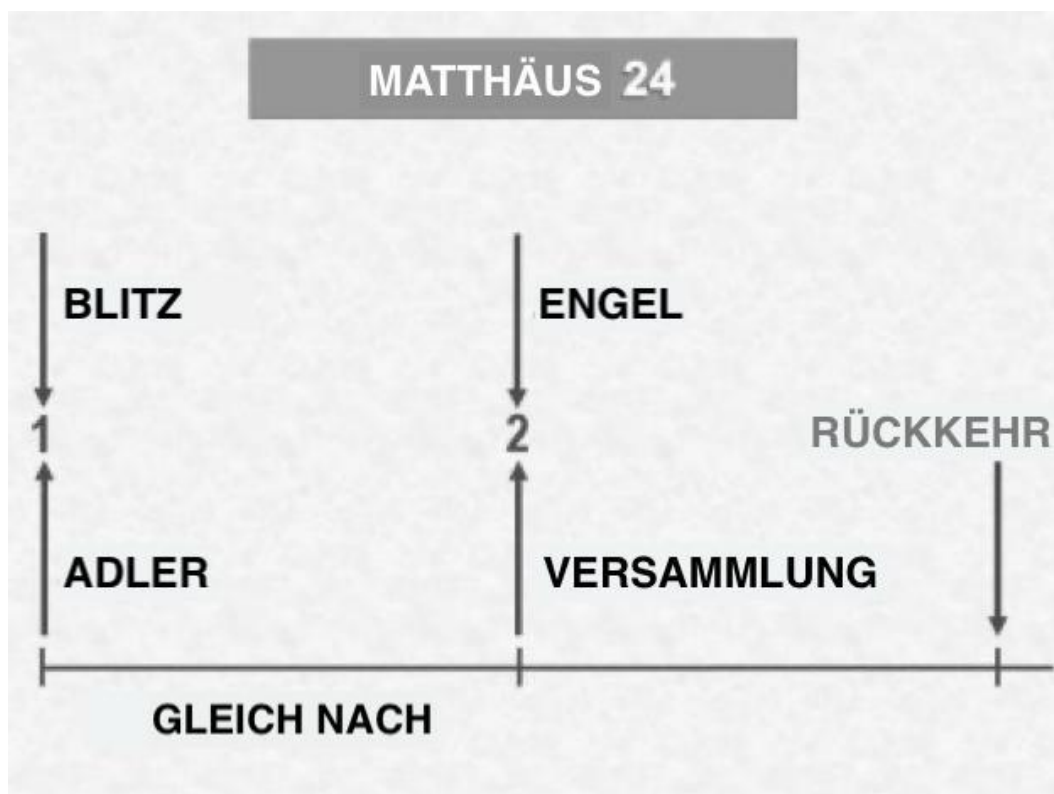 MATTHÄUS 24
BLITZ
ENGEL
1
2
RÜCKKEHR
ADLER
VERSAMMLUNG
GLEICH NACH